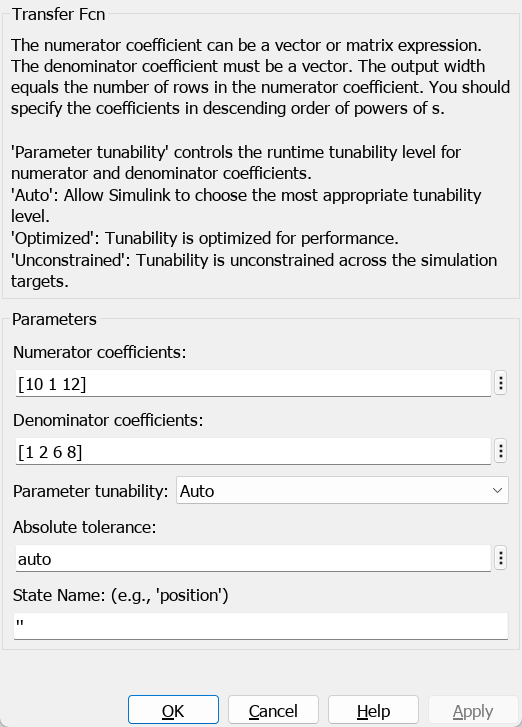 Transfer Fcn
The numerator coefficient can be a vector or matrix expression.
The denominator coefficient must be a vector. The output width
equals the number of rows in the numerator coefficient. You should
specify the coefficients in descending order of powers of s.
'Parameter tunability' controls the runtime tunability level for
numerator and denominator coefficients.
'Auto': Allow Simulink to choose the most appropriate tunability
level.
'Optimized': Tunability is optimized for performance.
'Unconstrained': Tunability is unconstrained across the simulation
targets.
Parameters
Numerator coefficients:
[10 1 12]
Denominator coefficients:
[1 2 6 8]
Parameter tunability: Auto
Absolute tolerance:
auto
State Name: (e.g., 'position')
''
OK Cancel Help Apply